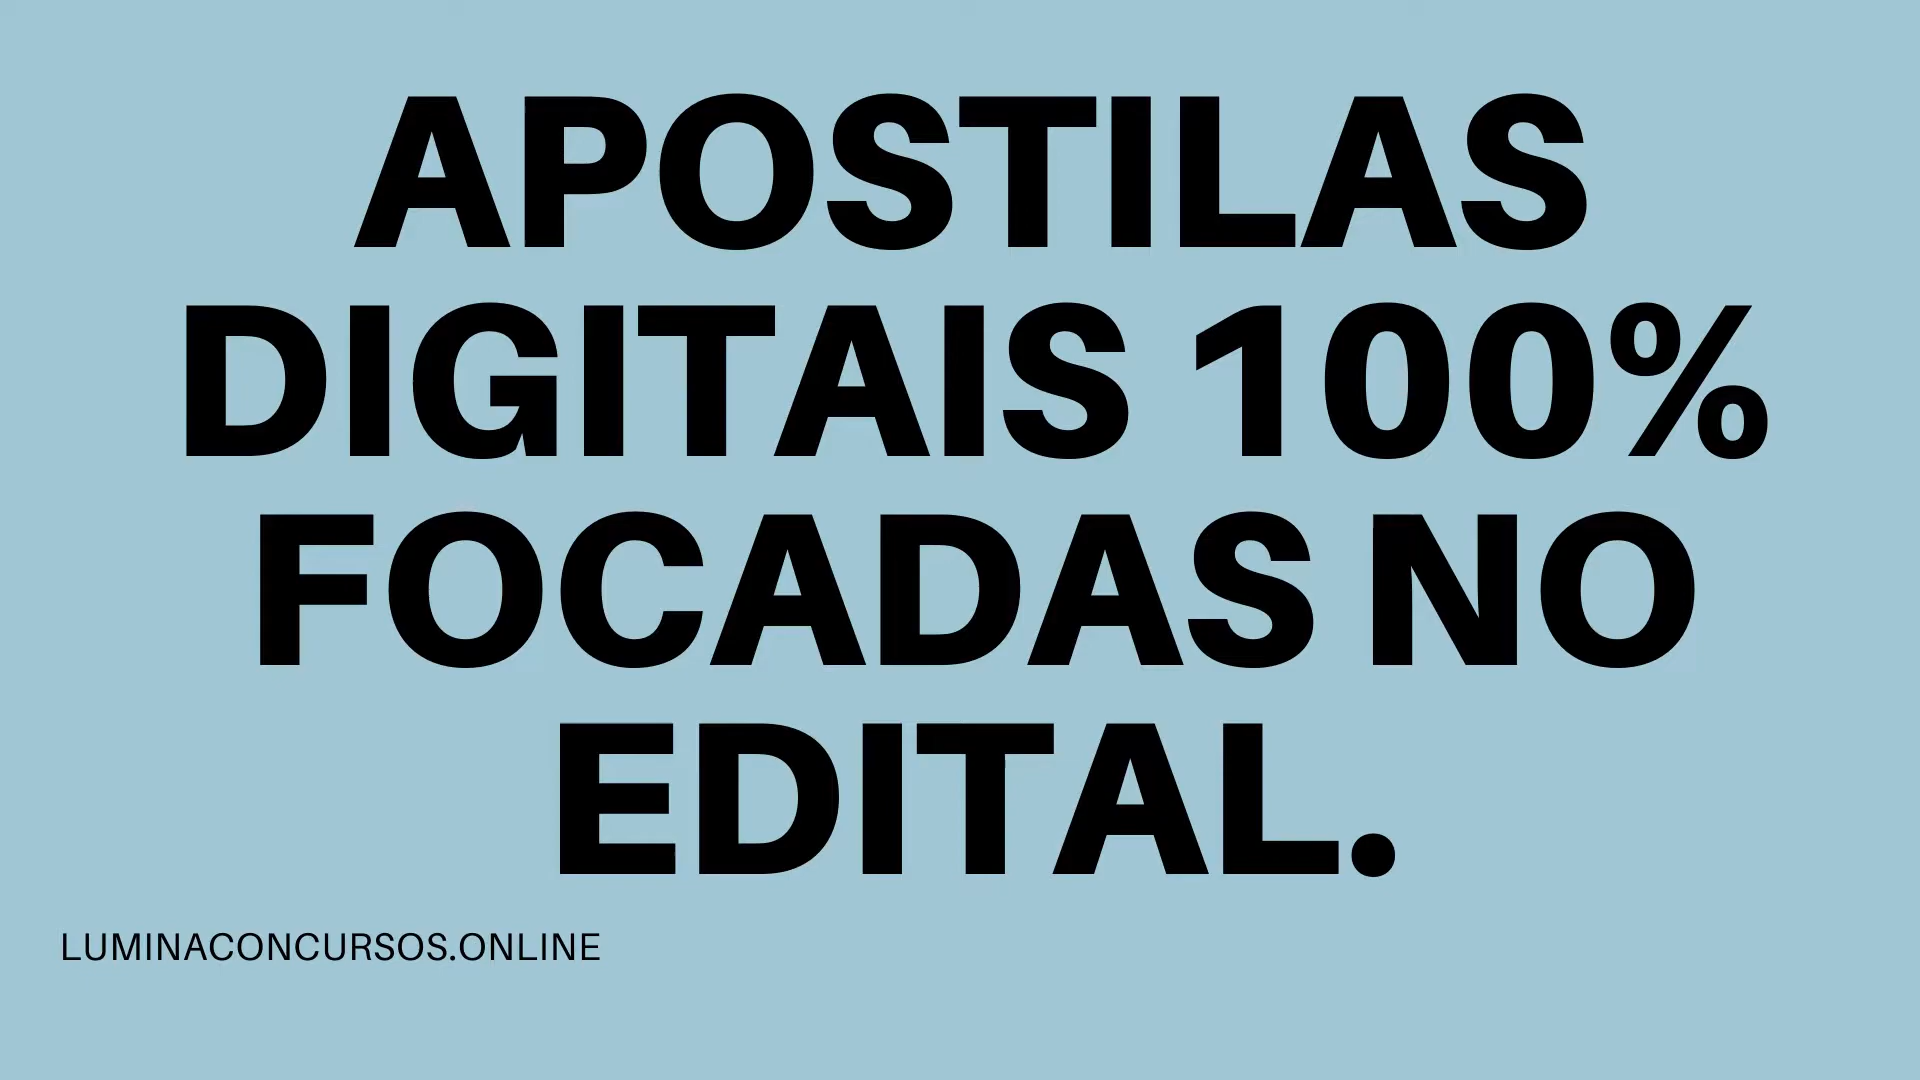 APOSTILAS
DIGITAIS 100%
FOCADAS NO
EDITAL.
LUMINACONCURSOS.ONLINE